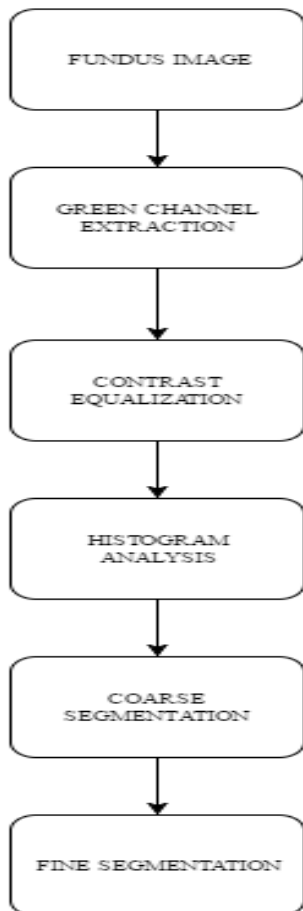 FUNDUS IMAGE
GREEN CHANNEL
EXTRACTION
CONTRAST
EQUALIZATION
HISTOGRAM
ANALYSIS
COARSE
SEGMENTATION
FINE SEGMENTATION